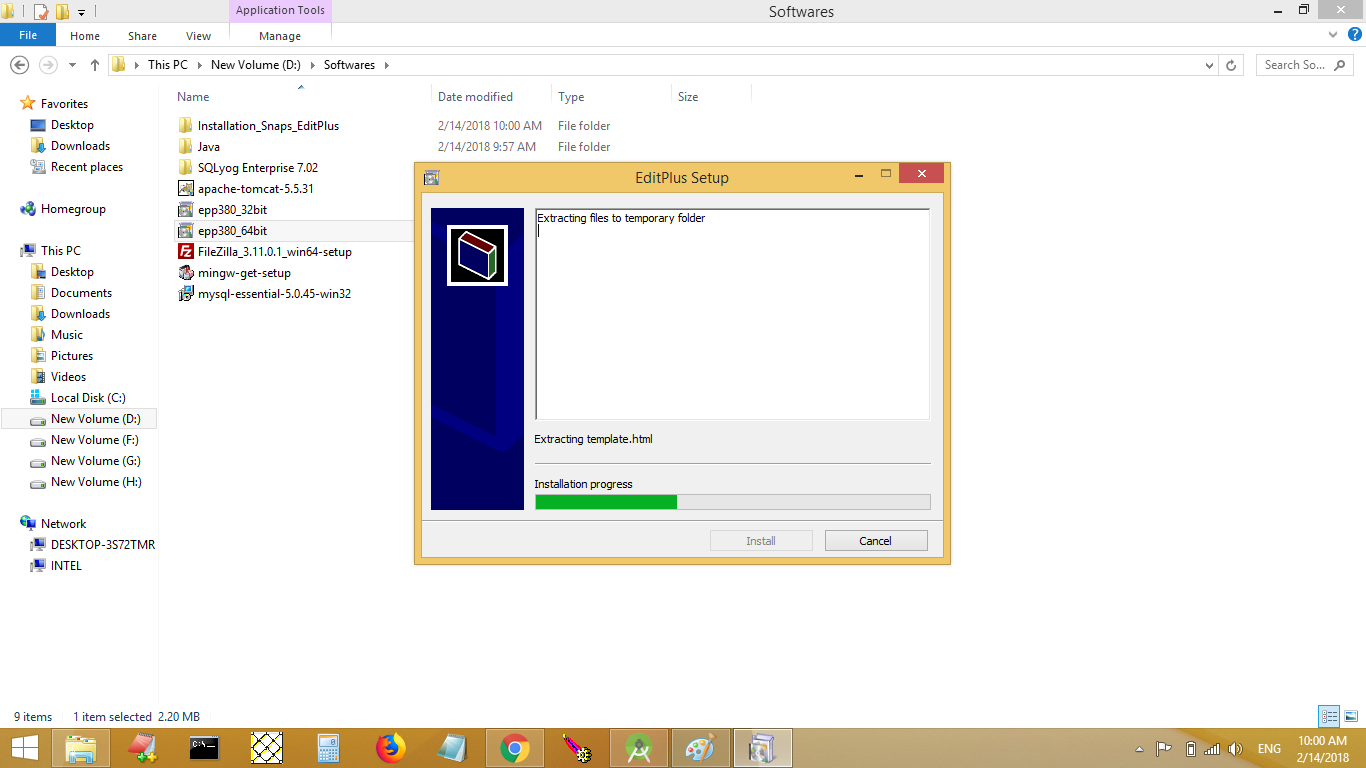 Application Tools
Softwares
File Home Share View Manage
This PC New Volume (D:) Softwares
Search So...
Name Date modified Type Size
Favorites
Desktop
Downloads
Recent places
Homegroup
This PC
Desktop
Documents
Downloads
Music
Pictures
Videos
Local Disk (C:)
New Volume (D:)
New Volume (F:)
New Volume (G:)
New Volume (H:)
Network
DESKTOP-3S72TMR
INTEL
Installation_Snaps_EditPlus 2/14/2018 10:00 AM File folder
Java 2/14/2018 9:57 AM File folder
SQLyog Enterprise 7.02
apache-tomcat-5.5.31
epp380_32bit
epp380_64bit
FileZilla_3.11.0.1_win64-setup
mingw-get-setup
mysql-essential-5.0.45-win32
EditPlus Setup
Extracting files to temporary folder
Extracting template.html
Installation progress
Install Cancel
9 items 1 item selected 2.20 MB
C:\_
ENG
10:00 AM
2/14/2018